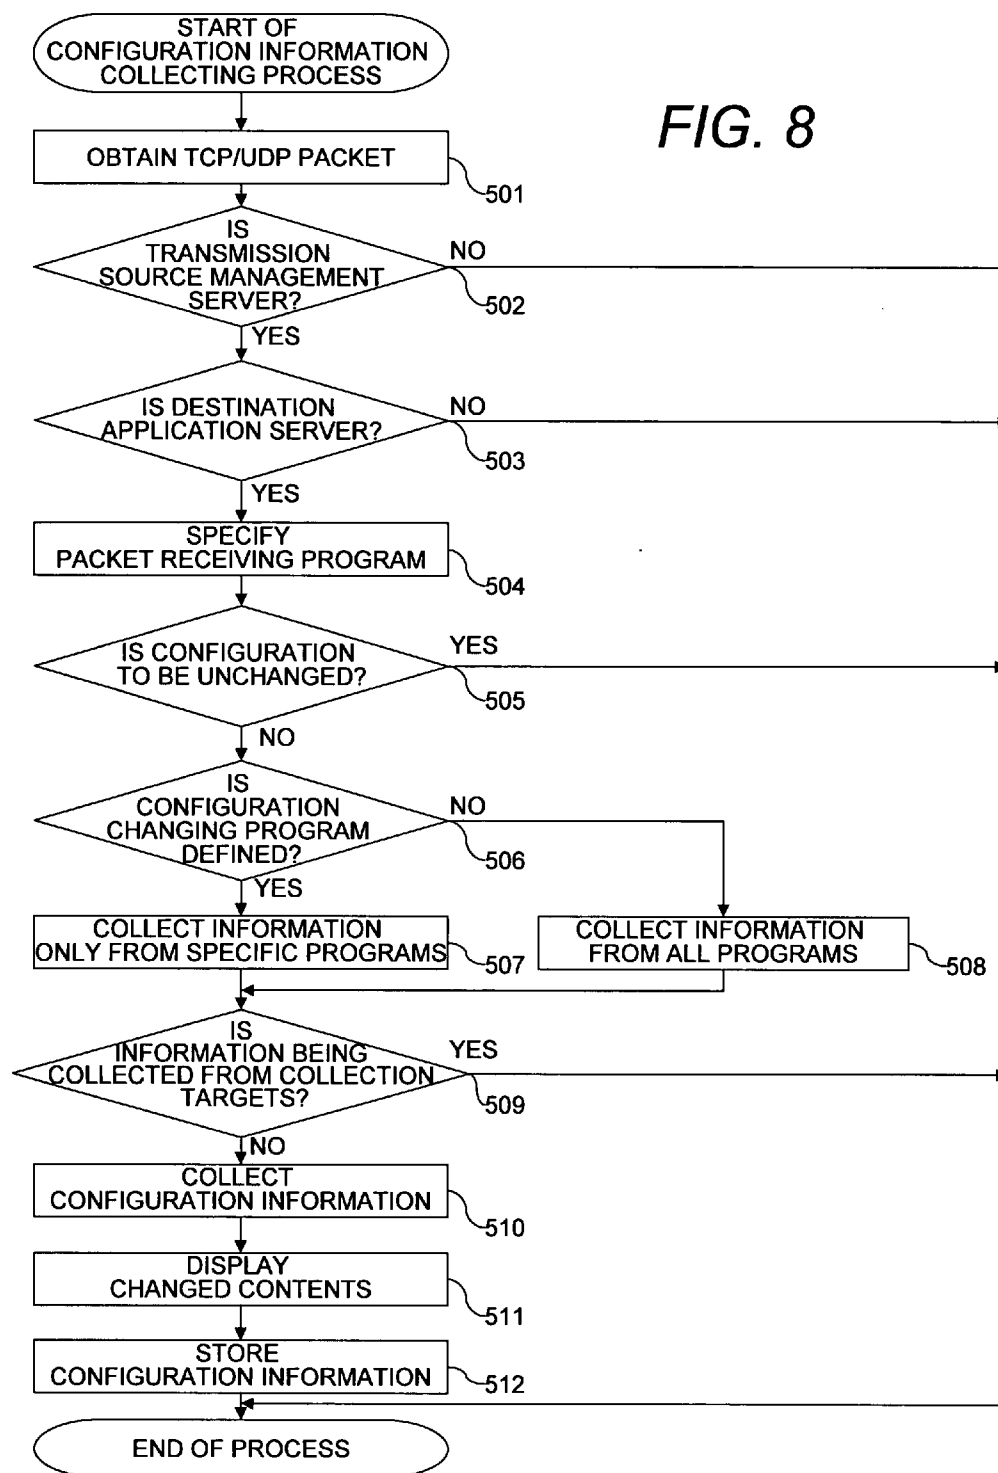 START OF
CONFIGURATION INFORMATION
COLLECTING PROCESS
FIG. 8
OBTAIN TCP/UDP PACKET
501
IS
TRANSMISSION
SOURCE MANAGEMENT
SERVER?
NO
502
YES
IS DESTINATION
APPLICATION SERVER?
NO
503
YES
SPECIFY
PACKET RECEIVING PROGRAM
504
IS CONFIGURATION
TO BE UNCHANGED?
YES
505
NO
IS
CONFIGURATION
CHANGING PROGRAM
DEFINED?
NO
506
YES
COLLECT INFORMATION
ONLY FROM SPECIFIC PROGRAMS
507
COLLECT INFORMATION
FROM ALL PROGRAMS
508
IS
INFORMATION BEING
COLLECTED FROM COLLECTION
TARGETS?
YES
509
NO
COLLECT
CONFIGURATION INFORMATION
510
DISPLAY
CHANGED CONTENTS
511
STORE
CONFIGURATION INFORMATION
512
END OF PROCESS